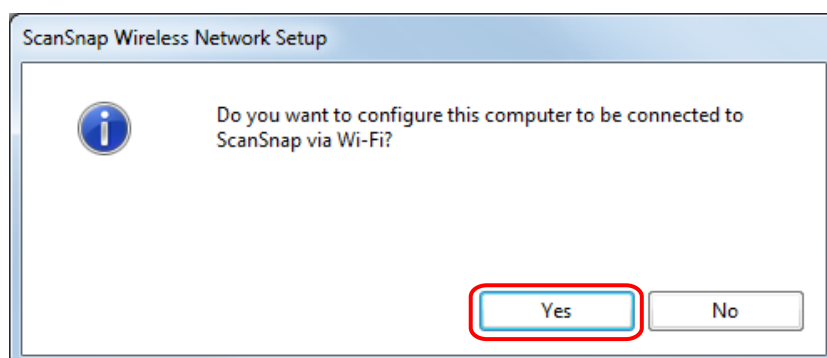 ScanSnap Wireless Network Setup
Do you want to configure this computer to be connected to
ScanSnap via Wi-Fi?
Yes
No